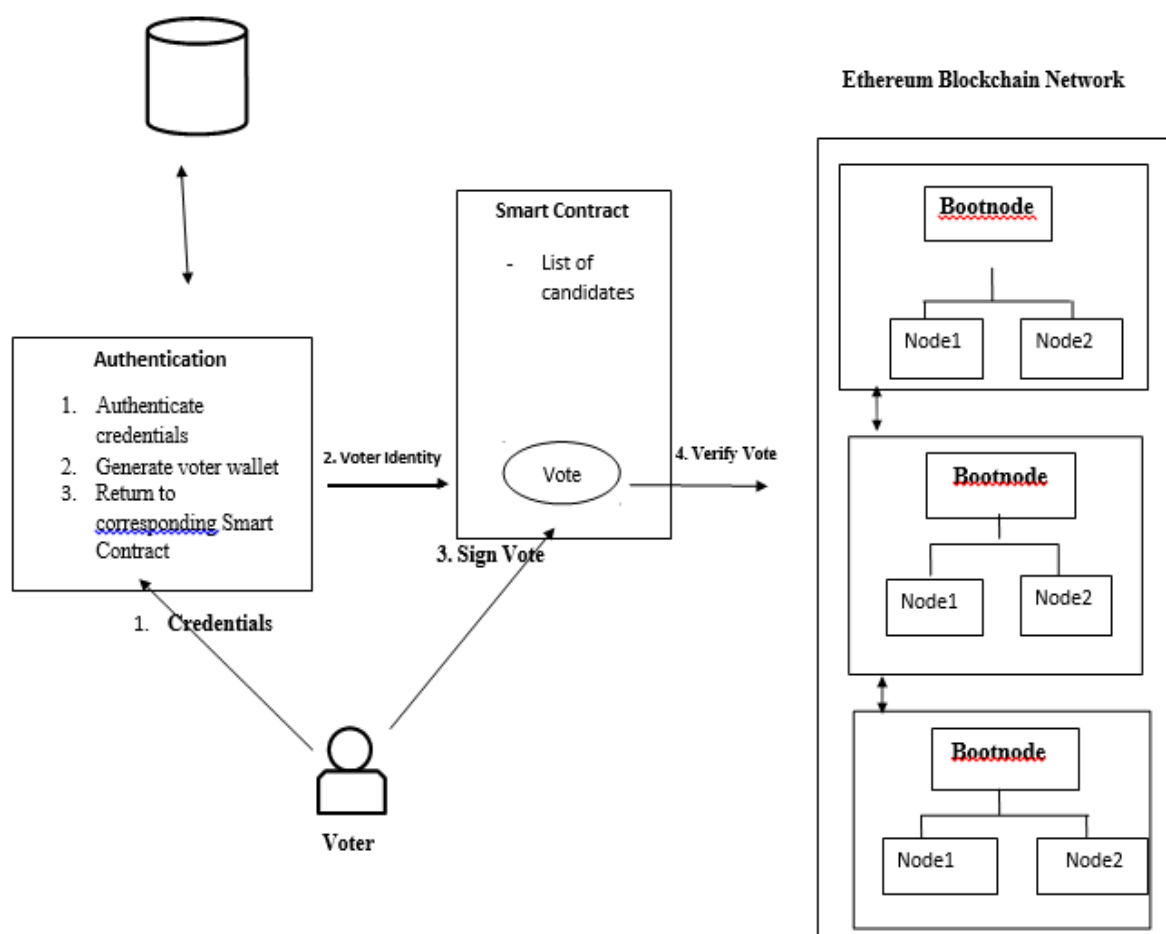 Ethereum Blockchain Network
Smart Contract
- List of
candidates
Vote
Authentication
1. Authenticate
credentials
2. Generate voter wallet
3. Return to
corresponding Smart
Contract
2. Voter Identity
4. Verify Vote
3. Sign Vote
1. Credentials
Voter
Bootnode
Node1
Node2
Bootnode
Node1
Node2
Bootnode
Node1
Node2